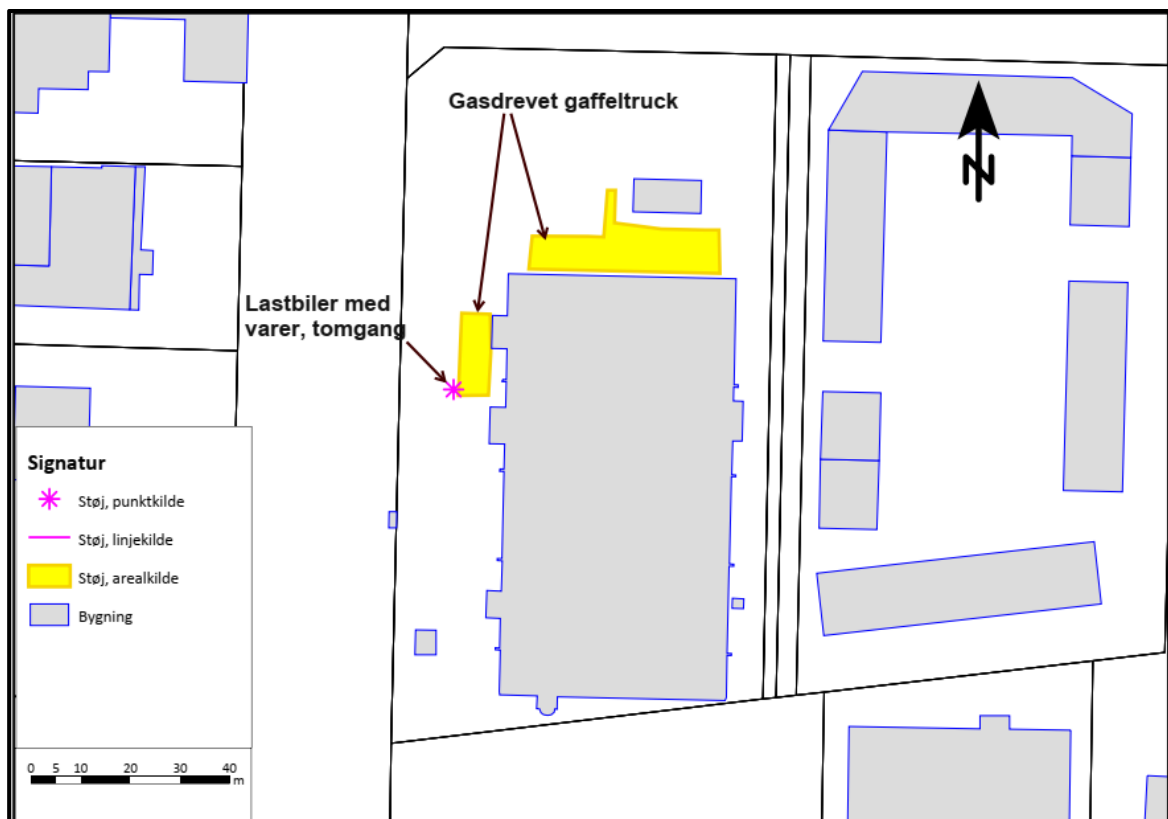 Gasdrevet gaffeltruck
Lastbiler med
varer, tomgang
Signatur
Støj, punktkilde
Støj, linjekilde
Støj, arealkilde
Bygning
0 5 10 20 30 40
m
N